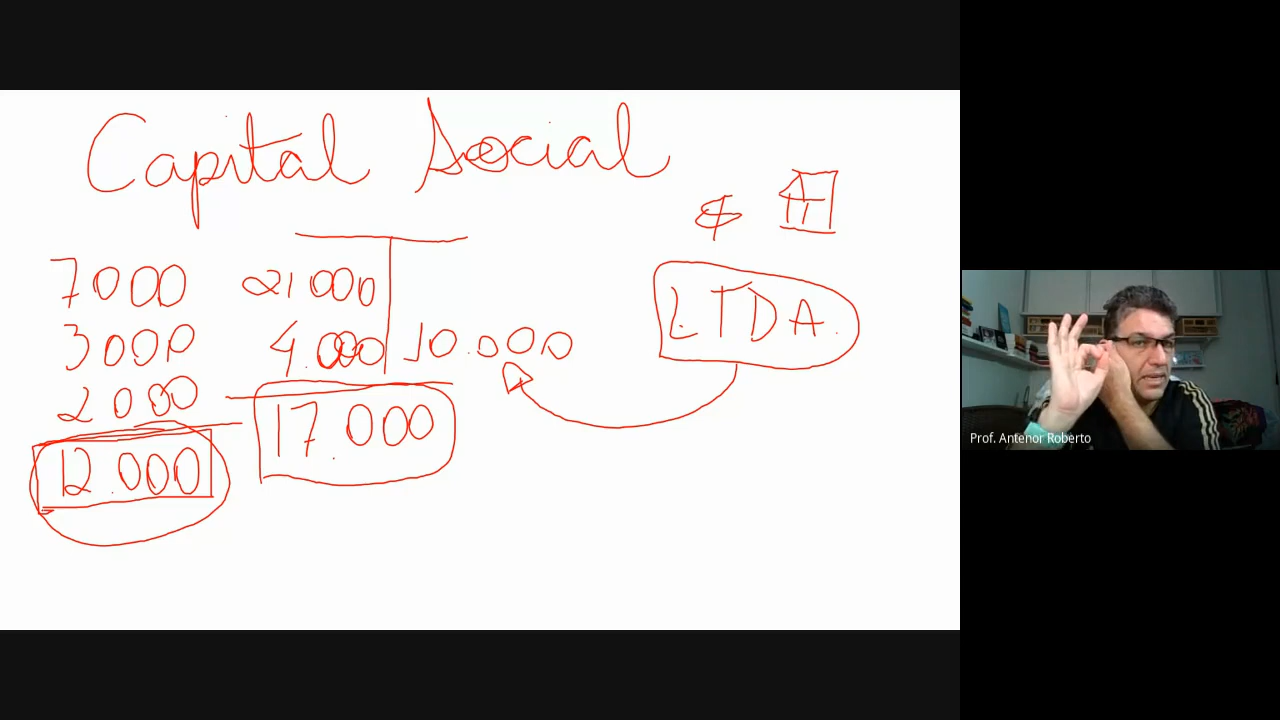 Capital Social
$
7000 21 000
LTDA.
3000 4.000 10.000
2000
17.000
12.000
Prof. Antenor Roberto